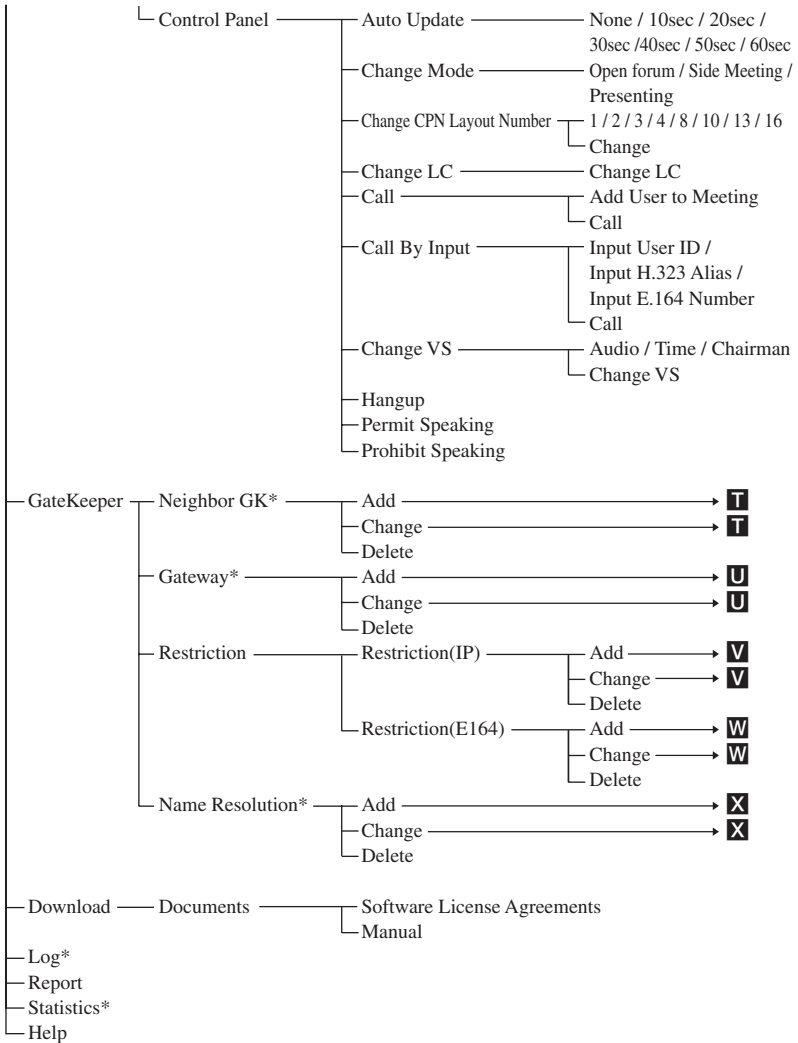 Control Panel Auto Update None / 10sec / 20sec /
30sec /40sec / 50sec / 60sec
Change Mode Open forum / Side Meeting /
Presenting
Change CPN Layout Number 1 / 2 / 3 / 4 / 8 / 10 / 13 / 16
Change
Change LC Change LC
Call Add User to Meeting
Call
Call By Input Input User ID /
Input H.323 Alias /
Input E.164 Number
Call
Change VS Audio / Time / Chairman
Change VS
Hangup
Permit Speaking
Prohibit Speaking
GateKeeper Neighbor GK* Add T
Change T
Delete
Gateway* Add U
Change U
Delete
Restriction Restriction(IP) Add V
Change V
Delete
Restriction(E164) Add W
Change W
Delete
Name Resolution* Add X
Change X
Delete
Download Documents Software License Agreements
Manual
Log*
Report
Statistics*
Help